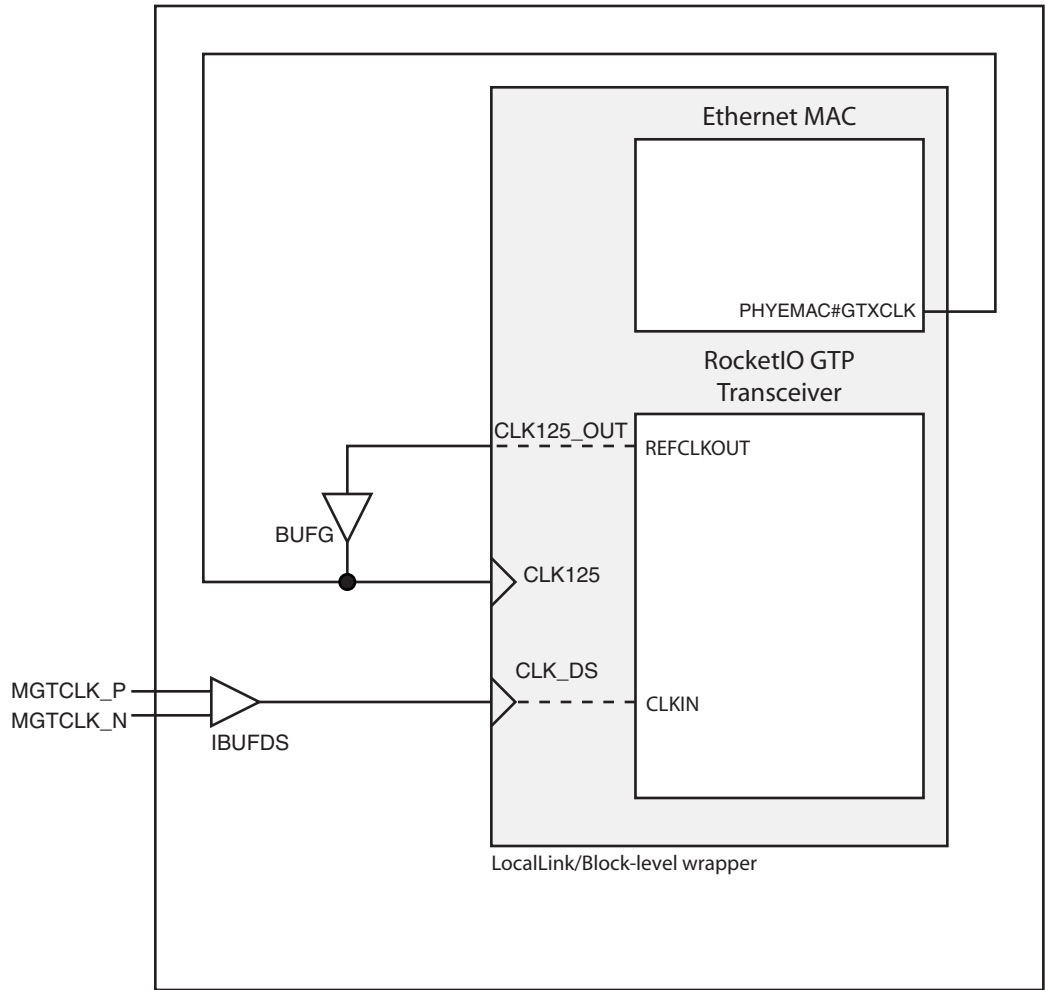 Ethernet MAC
PHYEMAC#GTXCLK
RocketIO GTP
Transceiver
CLK125_OUT
REFCLKOUT
BUFG
CLK125
CLK_DS
MGTCLK_P
CLKIN
MGTCLK_N
IBUFDS
LocalLink/Block-level wrapper